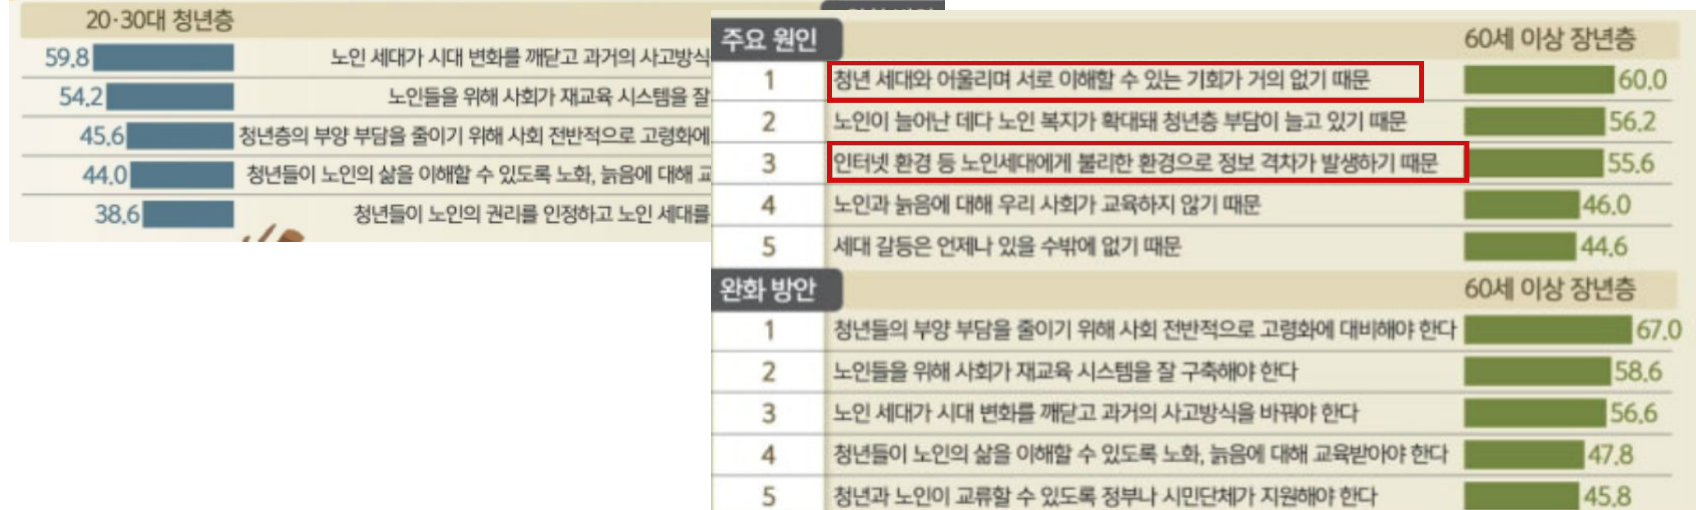 20·30대 청년층
59.8 노인 세대가 시대 변화를 깨닫고 과거의 사고방식
54.2 노인들을 위해 사회가 재교육 시스템을 잘
45.6 청년층의 부양 부담을 줄이기 위해 사회 전반적으로 고령화에
44.0 청년들이 노인의 삶을 이해할 수 있도록 노화, 늙음에 대해
38.6 청년들이 노인의 권리를 인정하고 노인 세대를
주요 원인 60세 이상 장년층
1 청년 세대와 어울리며 서로 이해할 수 있는 기회가 거의 없기 때문 60.0
2 노인이 늘어난 데다 노인 복지가 확대돼 청년층 부담이 늘고 있기 때문 56.2
3 인터넷 환경 등 노인세대에게 불리한 환경으로 정보 격차가 발생하기 때문 55.6
4 노인과 늙음에 대해 우리 사회가 교육하지 않기 때문 46.0
5 세대 갈등은 언제나 있을 수밖에 없기 때문 44.6
완화 방안 60세 이상 장년층
1 청년들의 부양 부담을 줄이기 위해 사회 전반적으로 고령화에 대비해야 한다 67.0
2 노인들을 위해 사회가 재교육 시스템을 잘 구축해야 한다 58.6
3 노인 세대가 시대 변화를 깨닫고 과거의 사고방식을 바꿔야 한다 56.6
4 청년들이 노인의 삶을 이해할 수 있도록 노화, 늙음에 대해 교육받아야 한다 47.8
5 청년과 노인이 교류할 수 있도록 정부나 시민단체가 지원해야 한다 45.8